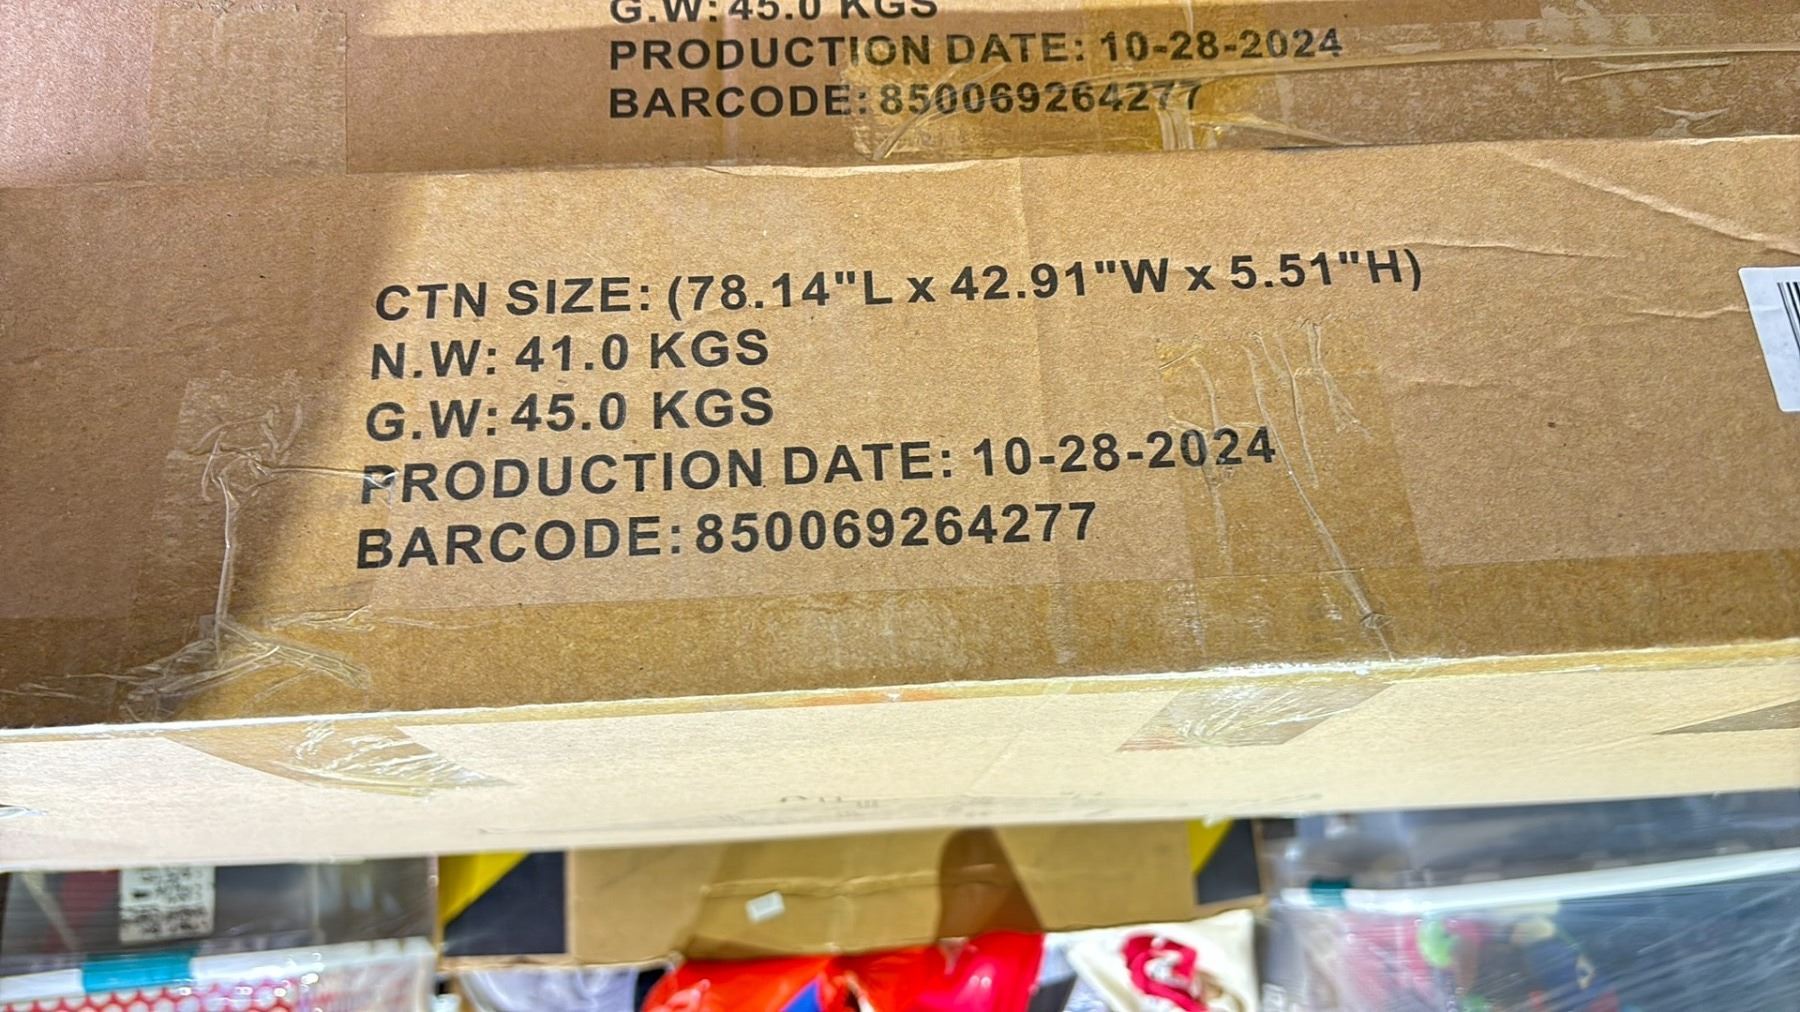 G.W: 45.0 KGS
PRODUCTION DATE: 10-28-2024
BARCODE: 850069264277
CTN SIZE: (78.14"L x 42.91"W x 5.51"H)
N.W: 41.0 KGS
G.W: 45.0 KGS
PRODUCTION DATE: 10-28-2024
BARCODE: 850069264277